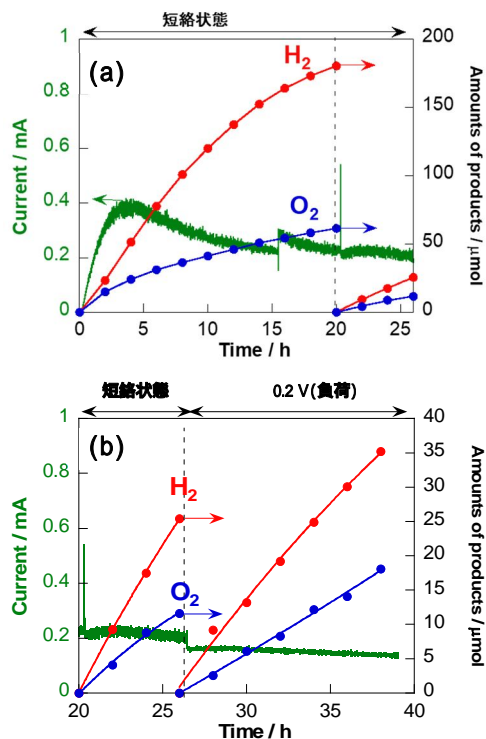 短絡状態
(a)
H2
O2
Current / mA
1
0.8
0.6
0.4
0.2
0
Amounts of products / μmol
200
150
100
50
0
0 5 10 15 20 25
Time / h
短絡状態 0.2 V(負荷)
(b)
H2
O2
Current / mA
1
0.8
0.6
0.4
0.2
0
Amounts of products / μmol
40
35
30
25
20
15
10
5
0
20 25 30 35 40
Time / h